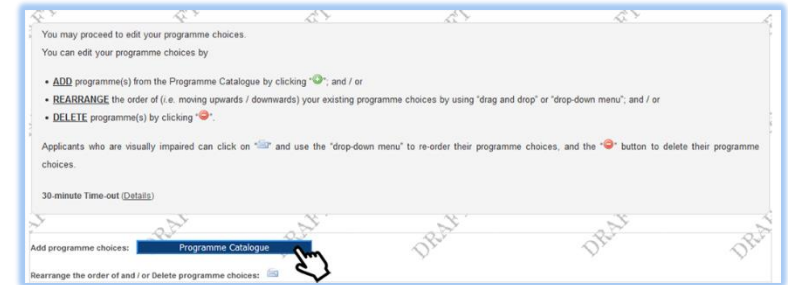 You may proceed to edit your programme choices.
You can edit your programme choices by
• ADD programme(s) from the Programme Catalogue by clicking "➕"; and / or
• REARRANGE the order of (i.e. moving upwards / downwards) your existing programme choices by using "drag and drop" or "drop-down menu"; and / or
• DELETE programme(s) by clicking "⛔".
Applicants who are visually impaired can click on "" and use the "drop-down menu" to re-order their programme choices, and the "⛔" button to delete their programme
choices.
30-minute Time-out (Details)
DRAFT DRAFT DRAFT DRAFT DRAFT
Add programme choices: Programme Catalogue
Rearrange the order of and / or Delete programme choices: